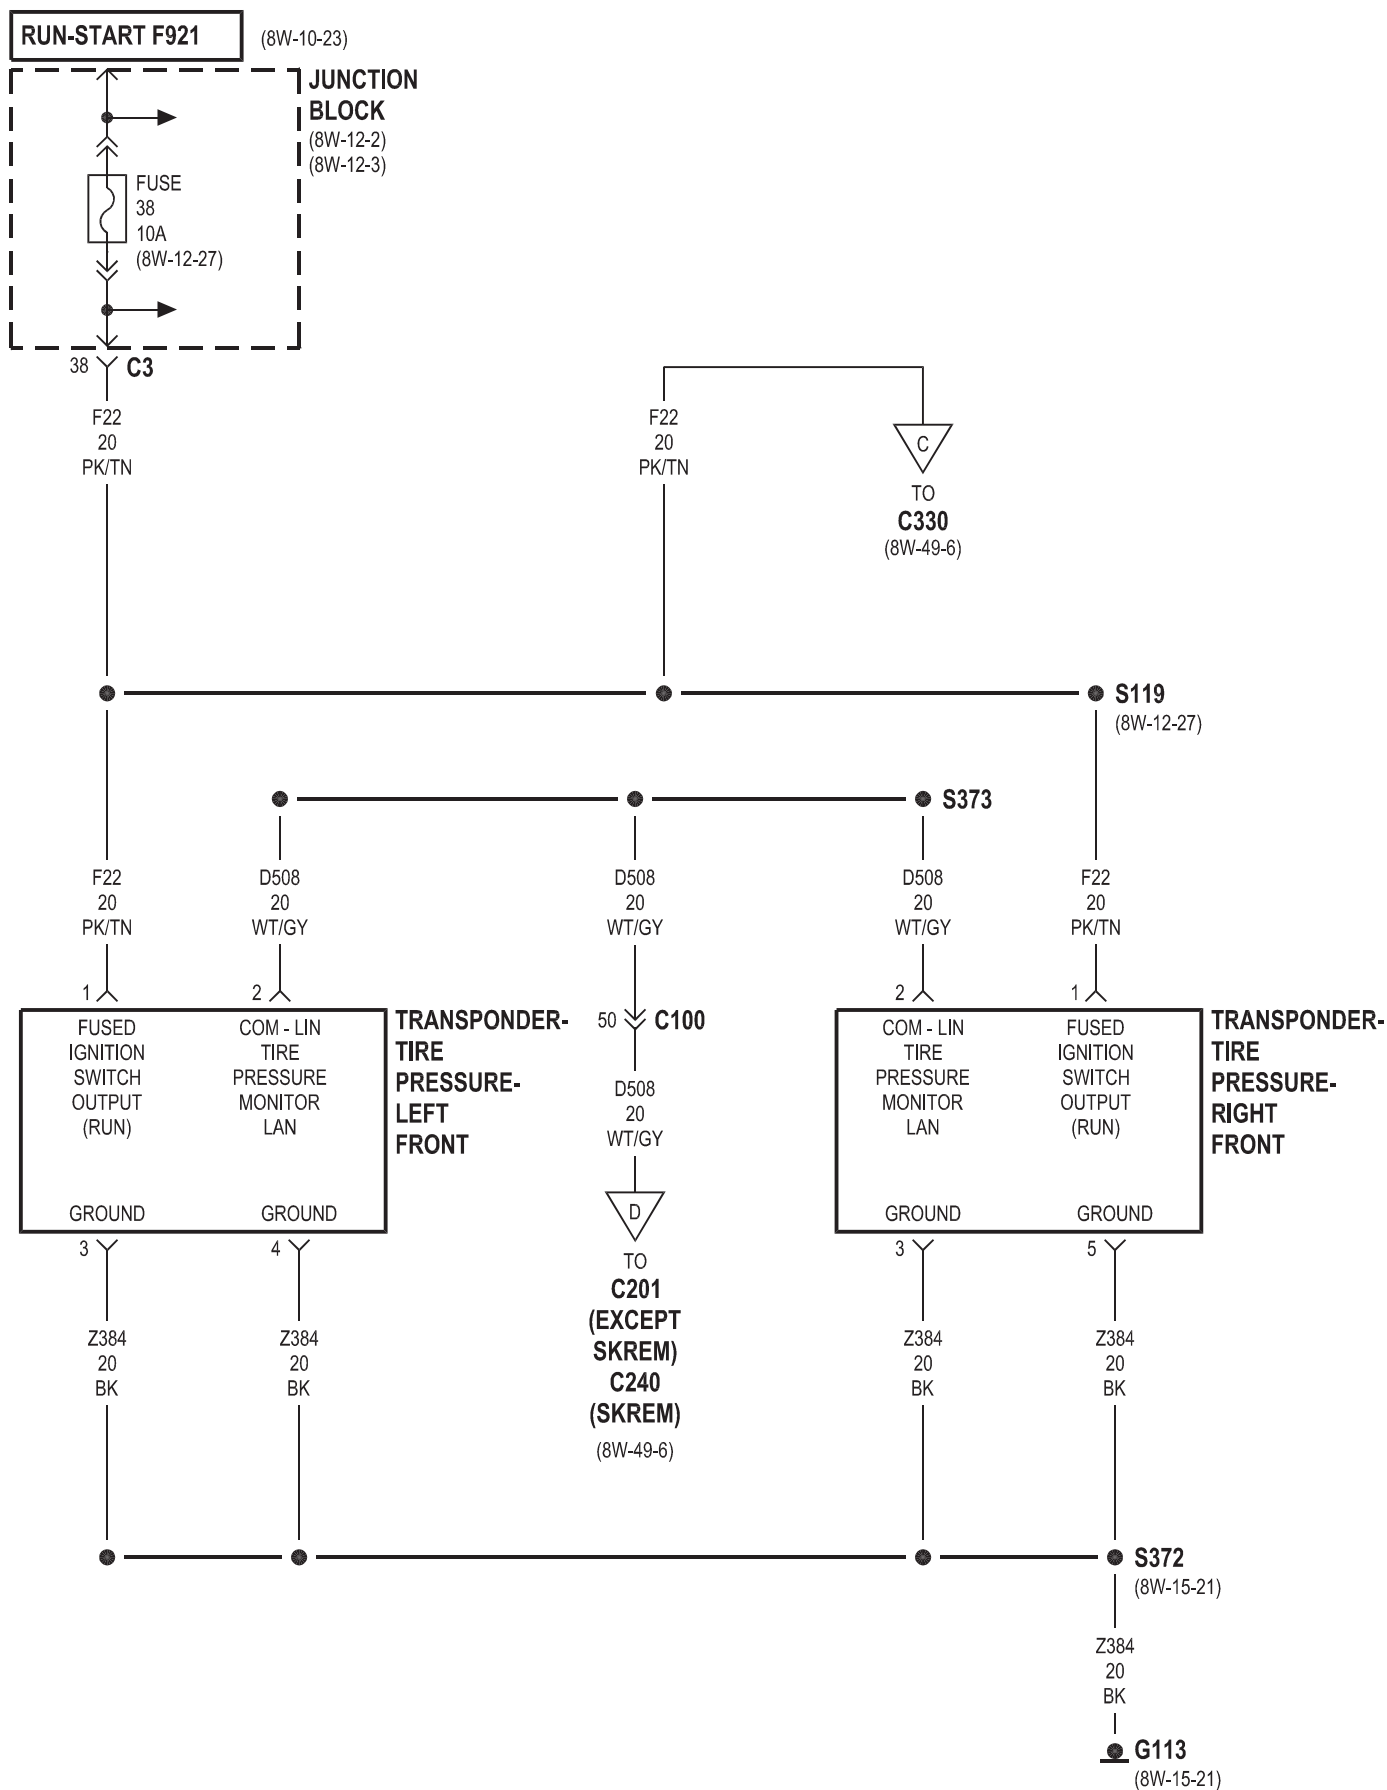 RUN-START F921
(8W-10-23)
JUNCTION
BLOCK
(8W-12-2)
(8W-12-3)
FUSE
38
10A
(8W-12-27)
38
C3
F22
20
PK/TN
F22
20
PK/TN
C
TO
C330
(8W-49-6)
S119
(8W-12-27)
S373
F22
20
PK/TN
D508
20
WT/GY
D508
20
WT/GY
D508
20
WT/GY
F22
20
PK/TN
1
2
FUSED
IGNITION
SWITCH
OUTPUT
(RUN)
COM - LIN
TIRE
PRESSURE
MONITOR
LAN
GROUND
GROUND
TRANSPONDER-
TIRE
PRESSURE-
LEFT
FRONT
50
C100
D508
20
WT/GY
D
TO
C201
(EXCEPT
SKREM)
C240
(SKREM)
(8W-49-6)
2
1
COM - LIN
TIRE
PRESSURE
MONITOR
LAN
FUSED
IGNITION
SWITCH
OUTPUT
(RUN)
GROUND
GROUND
TRANSPONDER-
TIRE
PRESSURE-
RIGHT
FRONT
3
4
3
5
Z384
20
BK
Z384
20
BK
Z384
20
BK
Z384
20
BK
S372
(8W-15-21)
Z384
20
BK
G113
(8W-15-21)